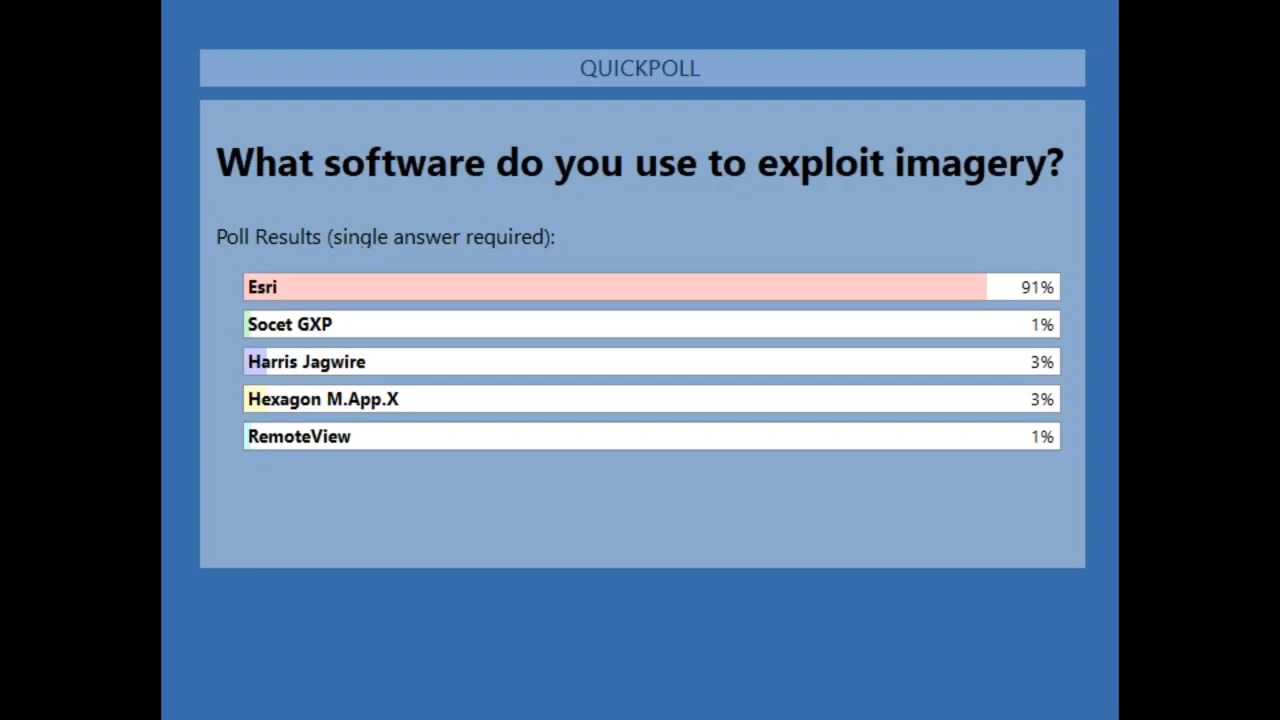 QUICKPOLL
What software do you use to exploit imagery?
Poll Results (single answer required):
Esri 91%
Socet GXP 1%
Harris Jagwire 3%
Hexagon M.App.X 3%
RemoteView 1%